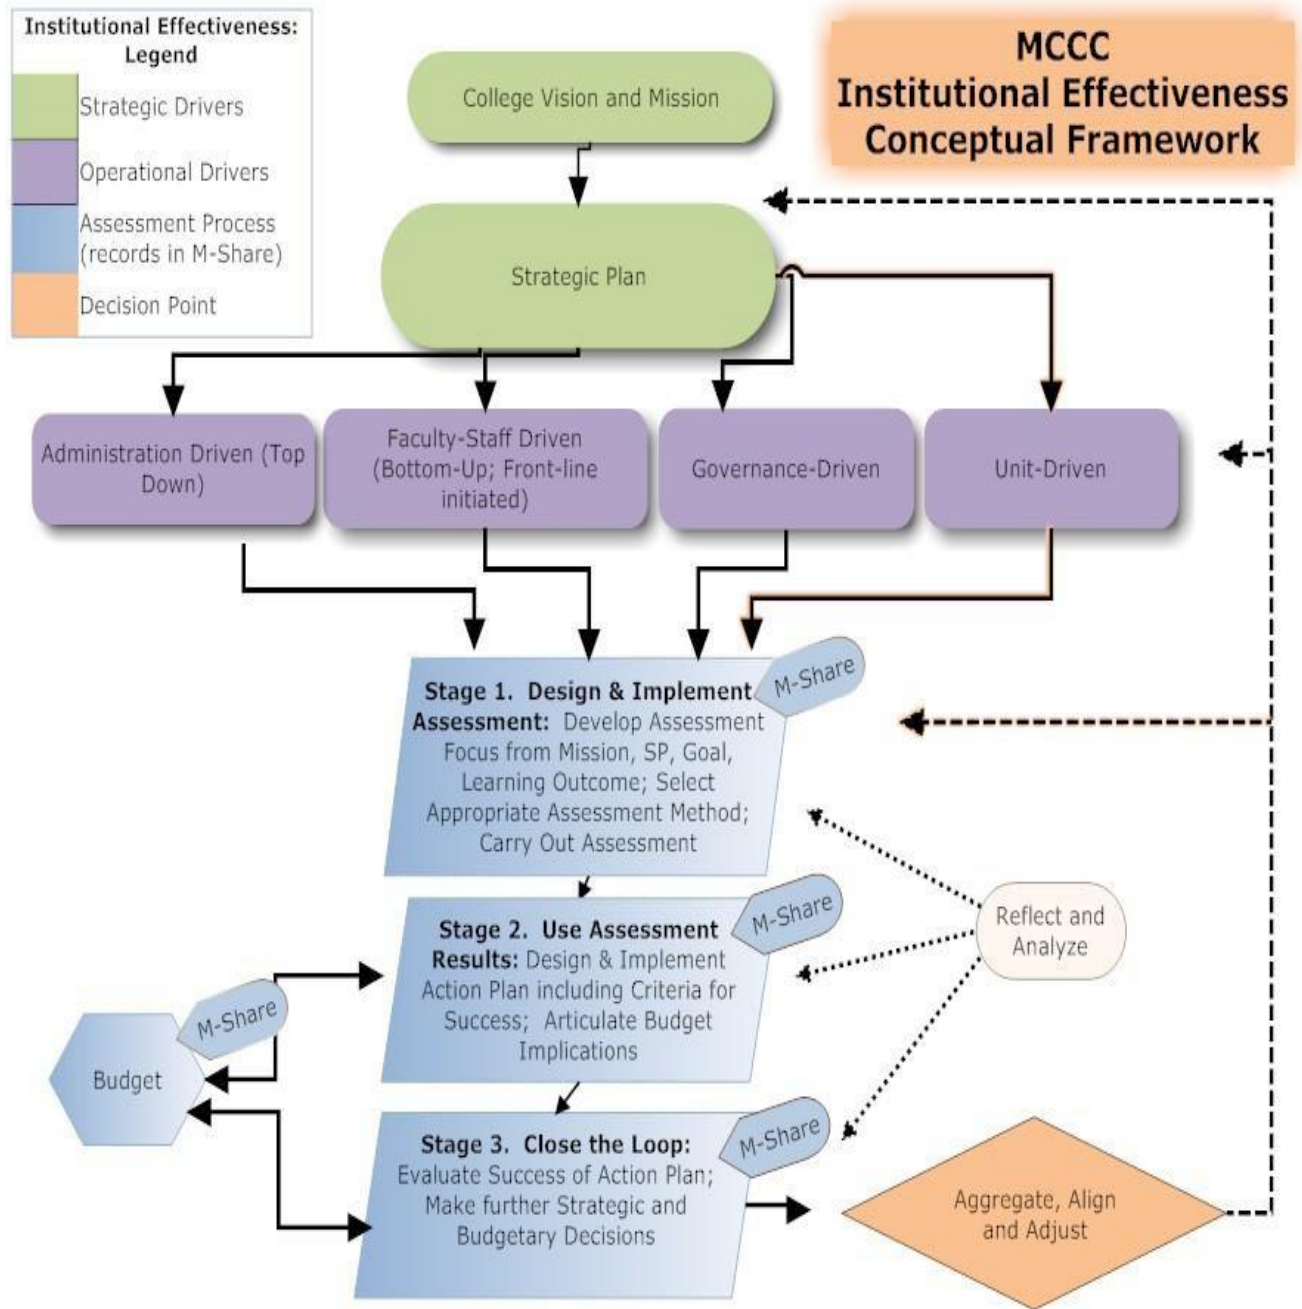 Institutional Effectiveness:
Legend
Strategic Drivers
Operational Drivers
Assessment Process
(records in M-Share)
Decision Point
MCCC
Institutional Effectiveness
Conceptual Framework
College Vision and Mission
Strategic Plan
Administration Driven (Top
Down)
Faculty-Staff Driven
(Bottom-Up; Front-line
initiated)
Governance-Driven
Unit-Driven
M-Share
Stage 1. Design & Implement
Assessment: Develop Assessment
Focus from Mission, SP, Goal,
Learning Outcome; Select
Appropriate Assessment Method;
Carry Out Assessment
M-Share
Stage 2. Use Assessment
Results: Design & Implement
Action Plan including Criteria for
Success; Articulate Budget
Implications
Reflect and
Analyze
M-Share
Budget
M-Share
Stage 3. Close the Loop:
Evaluate Success of Action Plan;
Make further Strategic and
Budgetary Decisions
Aggregate, Align
and Adjust